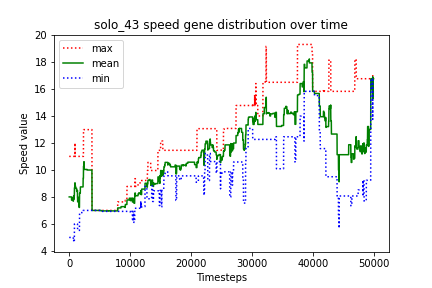 solo_43 speed gene distribution over time
max
mean
min
Speed value
20
18
16
14
12
10
8
6
4
0
10000
20000
30000
40000
50000
Timesteps